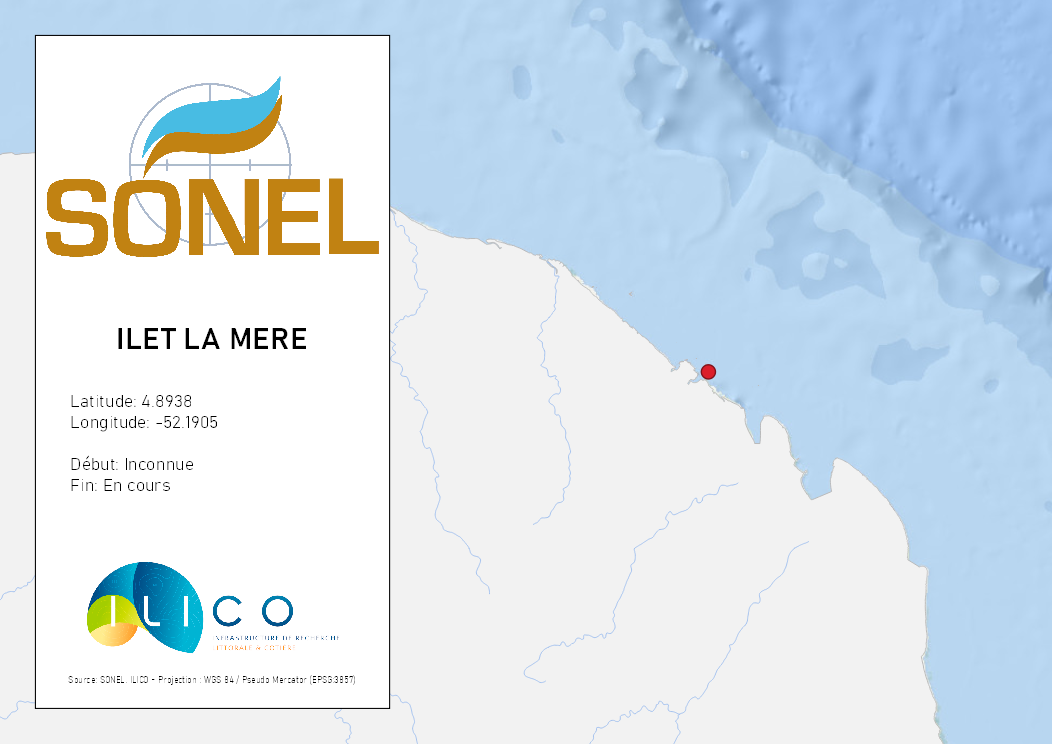 SONEL
ILET LA MERE
Latitude: 4.8938
Longitude: -52.1905
Début: Inconnue
Fin: En cours
ILICO
INFRASTRUCTURE DE RECHERCHE
LITTORALE & COTIERE
Source: SONEL, ILICO - Projection : WGS 84 / Pseudo Mercator (EPSG:3857)